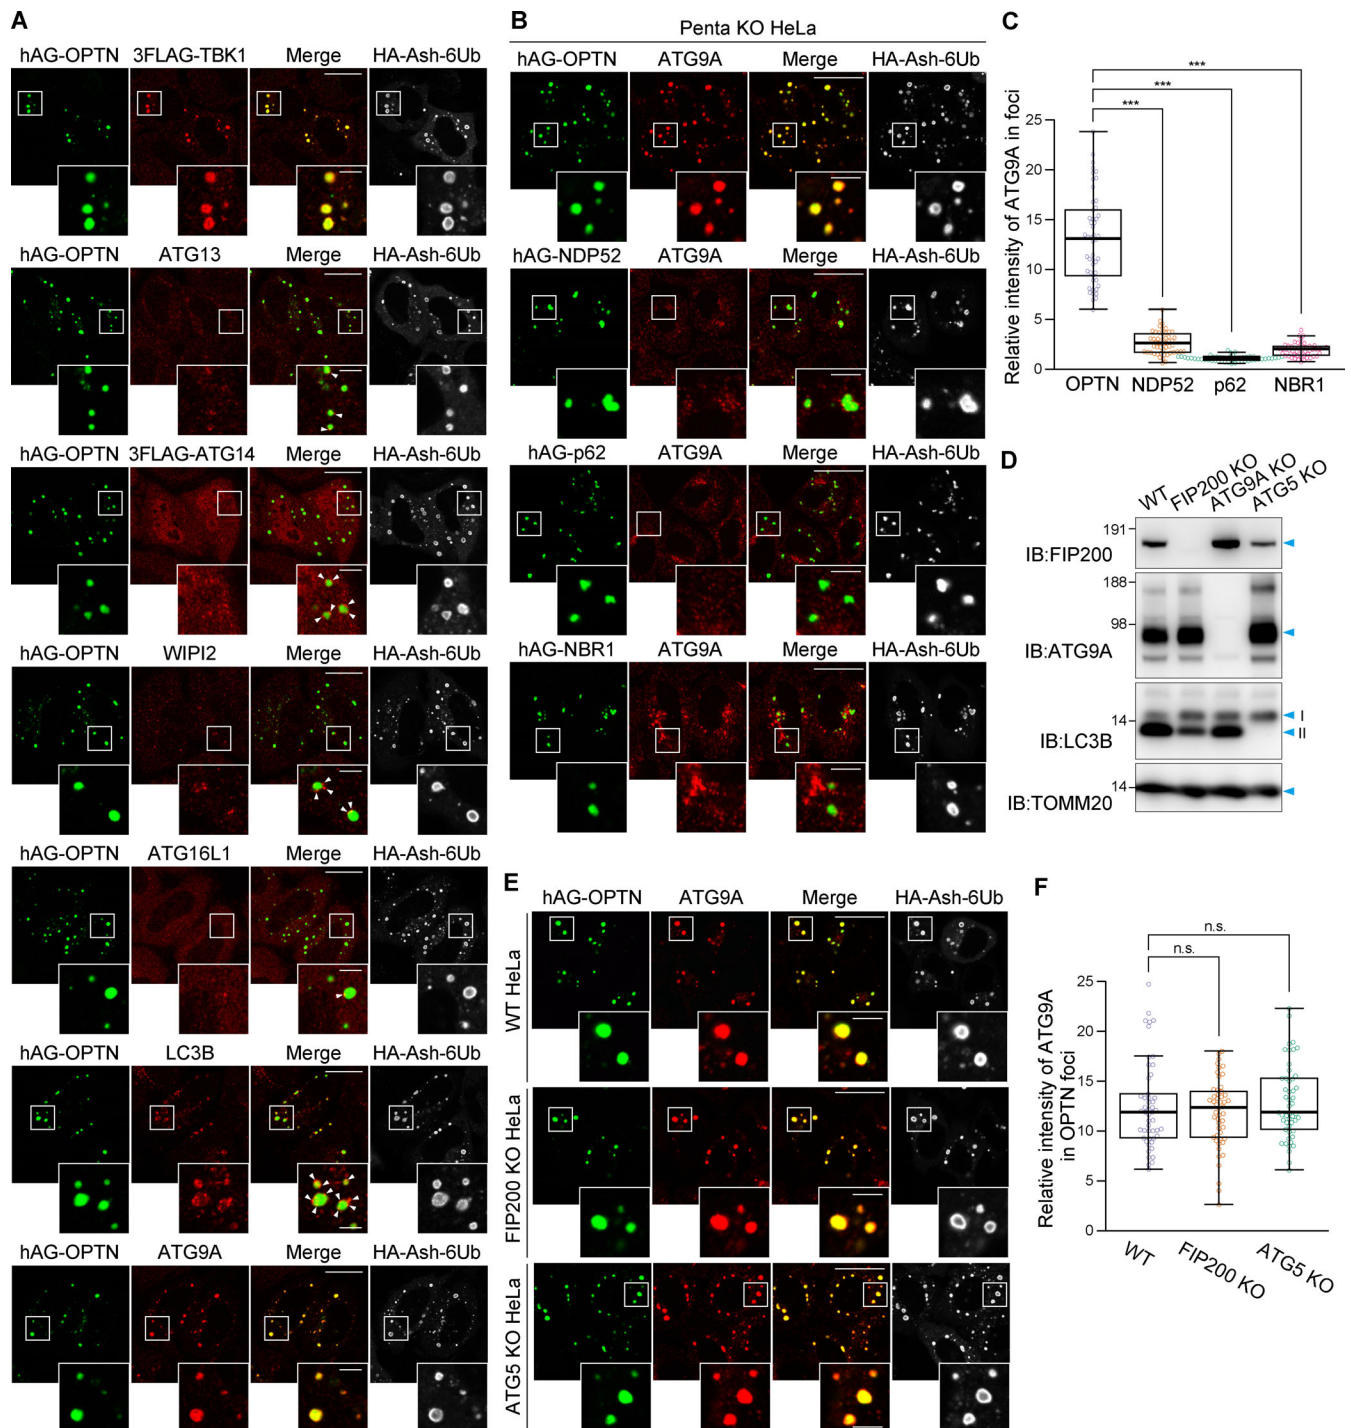 A
hAG-OPTN 3FLAG-TBK1 Merge HA-Ash-6Ub
hAG-OPTN ATG13 Merge HA-Ash-6Ub
hAG-OPTN 3FLAG-ATG14 Merge HA-Ash-6Ub
hAG-OPTN WIPI2 Merge HA-Ash-6Ub
hAG-OPTN ATG16L1 Merge HA-Ash-6Ub
hAG-OPTN LC3B Merge HA-Ash-6Ub
hAG-OPTN ATG9A Merge HA-Ash-6Ub
B
Penta KO HeLa
hAG-OPTN ATG9A Merge HA-Ash-6Ub
hAG-NDP52 ATG9A Merge HA-Ash-6Ub
hAG-p62 ATG9A Merge HA-Ash-6Ub
hAG-NBR1 ATG9A Merge HA-Ash-6Ub
C
Relative intensity of ATG9A in foci
25
20
15
10
5
0
***
***
***
OPTN NDP52 p62 NBR1
D
WT FIP200 KO ATG9A KO ATG5 KO
191
IB:FIP200
188
98
IB:ATG9A
14
I
II
IB:LC3B
14
IB:TOMM20
E
hAG-OPTN ATG9A Merge HA-Ash-6Ub
WT HeLa
FIP200 KO HeLa
ATG5 KO HeLa
F
Relative intensity of ATG9A
in OPTN foci
25
20
15
10
5
0
n.s.
n.s.
WT FIP200 KO ATG5 KO